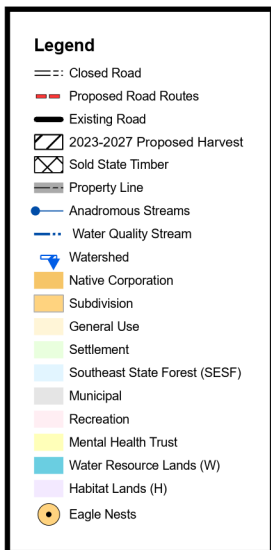 Legend
Closed Road
Proposed Road Routes
Existing Road
2023-2027 Proposed Harvest
Sold State Timber
Property Line
Anadromous Streams
Water Quality Stream
Watershed
Native Corporation
Subdivision
General Use
Settlement
Southeast State Forest (SESF)
Municipal
Recreation
Mental Health Trust
Water Resource Lands (W)
Habitat Lands (H)
Eagle Nests